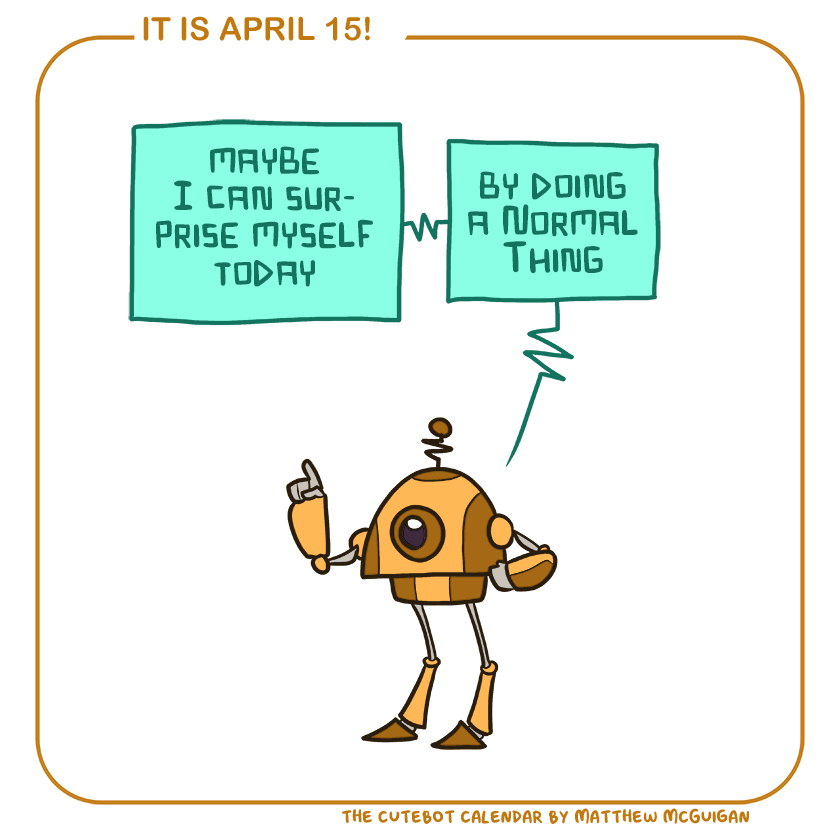 IT IS APRIL 15!
MAYBE
I CAN SUR-
PRISE MYSELF
TODAY
BY DOING
A NORMAL
THING
THE CUTEBOT CALENDAR BY MATTHEW MCGUIGAN